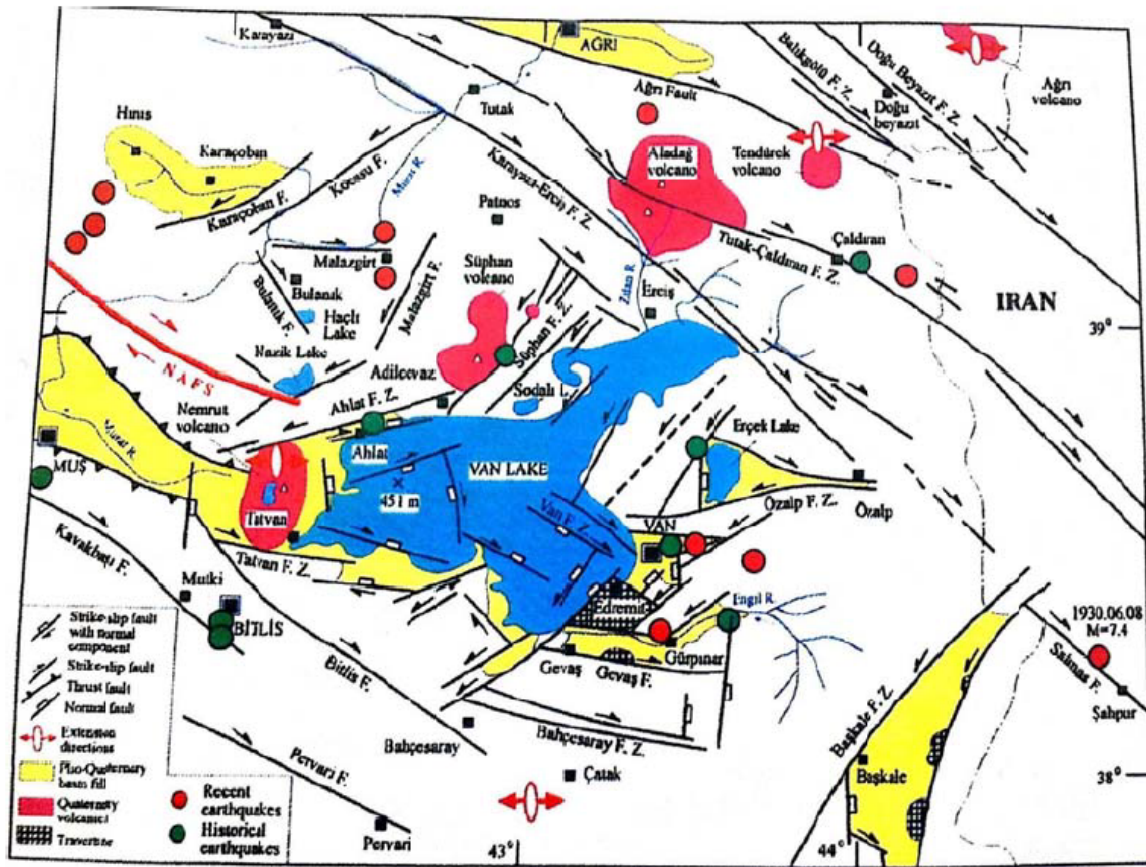 Karayazı
AĞRI
Tutak
Ağrı Fault
Balıkgölü F. Z.
Doğu Beyazıt F. Z.
Doğu
beyazıt
Ağrı
volcano
Hınıs
Karaçoban
Karaçoban F.
Kocasu F.
Murat R.
Karayazı-Erciş F. Z.
Aladağ
volcano
Tendürek
volcano
Patnos
Malazgirt
Malazgirt F.
Bulanık
Bulanık F.
Haçlı
Lake
Nazik Lake
Süphan
volcano
Süphan F. Z.
Zilan R.
Erciş
Tutak-Çaldıran F. Z.
Çaldıran
IRAN
39°
NAFS
Adilcevaz
Sodalı L.
Ahlat F. Z.
Nemrut
volcano
Murat R.
MUŞ
Ahlat
VAN LAKE
451 m
Erçek Lake
Özalp F. Z.
Özalp
Tatvan
Tatvan F. Z.
Van F. Z.
VAN
Edremit
Engil R.
Kavakbaşı F.
Mutki
BİTLİS
Bitlis F.
Gevaş
Gevaş F.
Gürpınar
1930.06.08
M=7.4
Salmas F.
Şahpur
Başkale F. Z.
Başkale
Bahçesaray
Bahçesaray F. Z.
Çatak
Pervari F.
Pervari
38°
43°
44°
Strike-slip fault
with normal
component
Strike-slip fault
Thrust fault
Normal fault
Extension
directions
Plio-Quaternary
basin fill
Quaternary
volcanics
Travertine
Recent
earthquakes
Historical
earthquakes